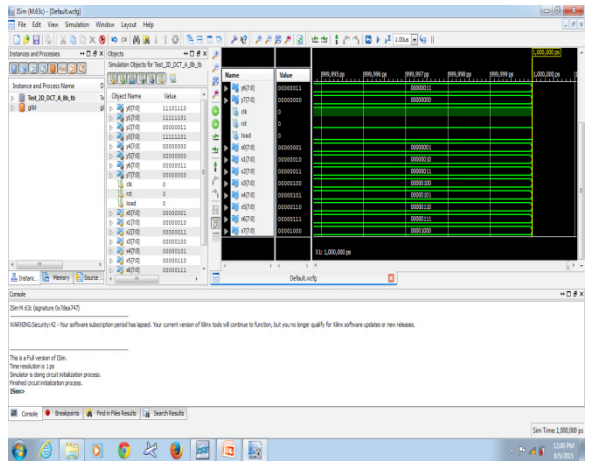 ISim (M.63c) - [Default.wcfg]
File Edit View Simulation Window Layout Help
1.00us
Instances and Processes
Instance and Process Name
Test_2D_DCT_A_8b_tb
glbl
Instanc...
Memory
Source ...
Objects
Simulation Objects for Test_2D_DCT_A_8b_tb
Object Name Value
y0[7:0] 11101110
y1[7:0] 11111101
y2[7:0] 00000011
y3[7:0] 11111101
y4[7:0] 00000000
y5[7:0] 00000000
y6[7:0] 00000011
y7[7:0] 00000000
clk 0
rst 0
load 0
x0[7:0] 00000001
x1[7:0] 00000010
x2[7:0] 00000011
x3[7:0] 00000100
x4[7:0] 00000101
x5[7:0] 00000110
x6[7:0] 00000111
1,000,000 ps
Name Value 999,995 ps 999,996 ps 999,997 ps 999,998 ps 999,999 ps 1,000,000 ps
y6[7:0] 00000011 00000011
y7[7:0] 00000000 00000000
clk 0
rst 0
load 0
x0[7:0] 00000001 00000001
x1[7:0] 00000010 00000010
x2[7:0] 00000011 00000011
x3[7:0] 00000100 00000100
x4[7:0] 00000101 00000101
x5[7:0] 00000110 00000110
x6[7:0] 00000111 00000111
x7[7:0] 00001000 00001000
X1: 1,000,000 ps
Default.wcfg
Console
ISim M.63c (signature 0x7dea747)
WARNING:Security:42 - Your software subscription period has lapsed. Your current version of Xilinx tools will continue to function, but you no longer qualify for Xilinx software updates or new releases.
This is a Full version of ISim.
Time resolution is 1 ps
Simulator is doing circuit initialization process.
Finished circuit initialization process.
ISim>
Console
Breakpoints
Find in Files Results
Search Results
Sim Time: 1,000,000 ps
12:00 PM
8/5/2015